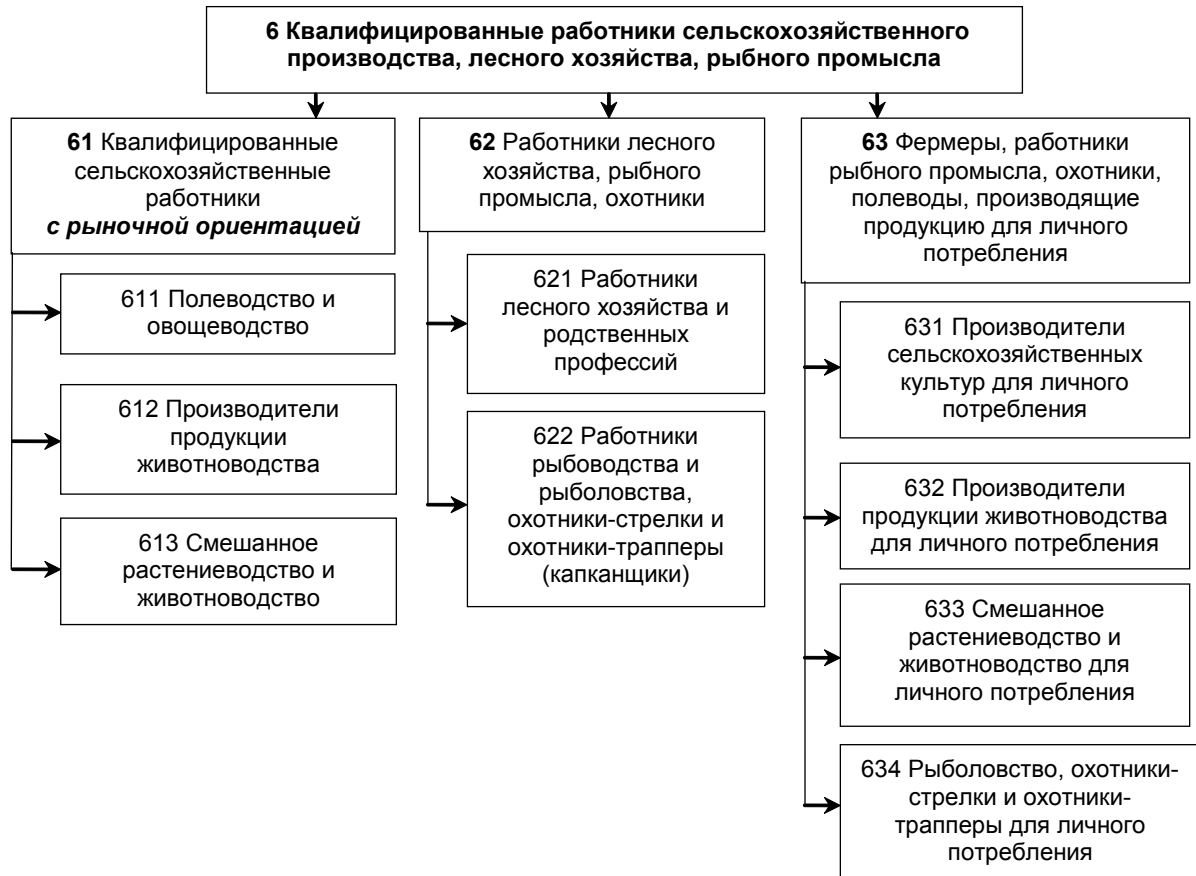 6 Квалифицированные работники сельскохозяйственного
производства, лесного хозяйства, рыбного промысла
61 Квалифицированные
сельскохозяйственные
работники
с рыночной ориентацией
611 Полеводство и
овощеводство
612 Производители
продукции
животноводства
613 Смешанное
растениеводство и
животноводство
62 Работники лесного
хозяйства, рыбного
промысла, охотники
621 Работники
лесного хозяйства и
родственных
профессий
622 Работники
рыбоводства и
рыболовства,
охотники-стрелки и
охотники-трапперы
(капканщики)
63 Фермеры, работники
рыбного промысла, охотники,
полеводы, производящие
продукцию для личного
потребления
631 Производители
сельскохозяйственных
культур для личного
потребления
632 Производители
продукции животноводства
для личного потребления
633 Смешанное
растениеводство и
животноводство для
личного потребления
634 Рыболовство, охотники-
стрелки и охотники-
трапперы для личного
потребления